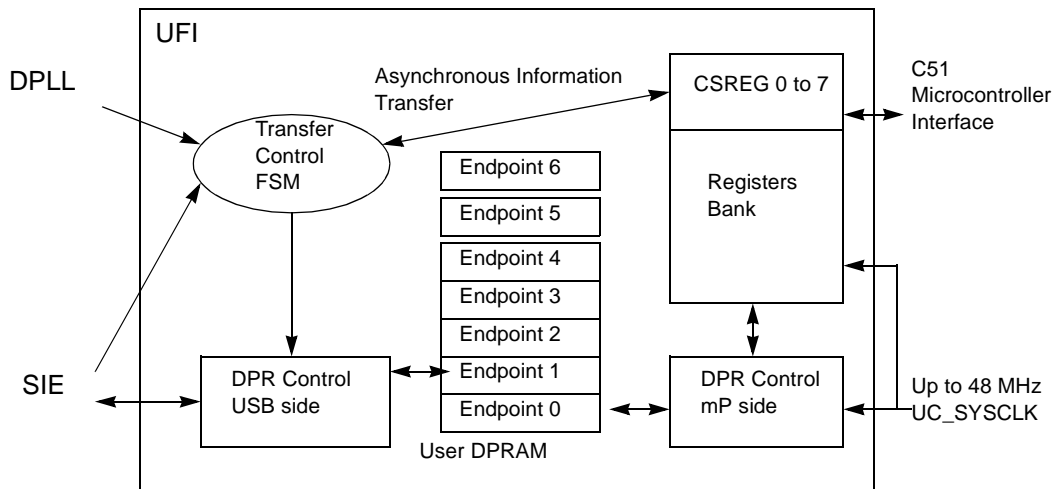 UFI
DPLL
Asynchronous Information
Transfer
CSREG 0 to 7
C51
Microcontroller
Interface
Transfer
Control
FSM
Endpoint 6
Registers
Bank
Endpoint 5
Endpoint 4
Endpoint 3
Endpoint 2
Endpoint 1
Endpoint 0
SIE
DPR Control
USB side
DPR Control
mP side
Up to 48 MHz
UC_SYSCLK
User DPRAM